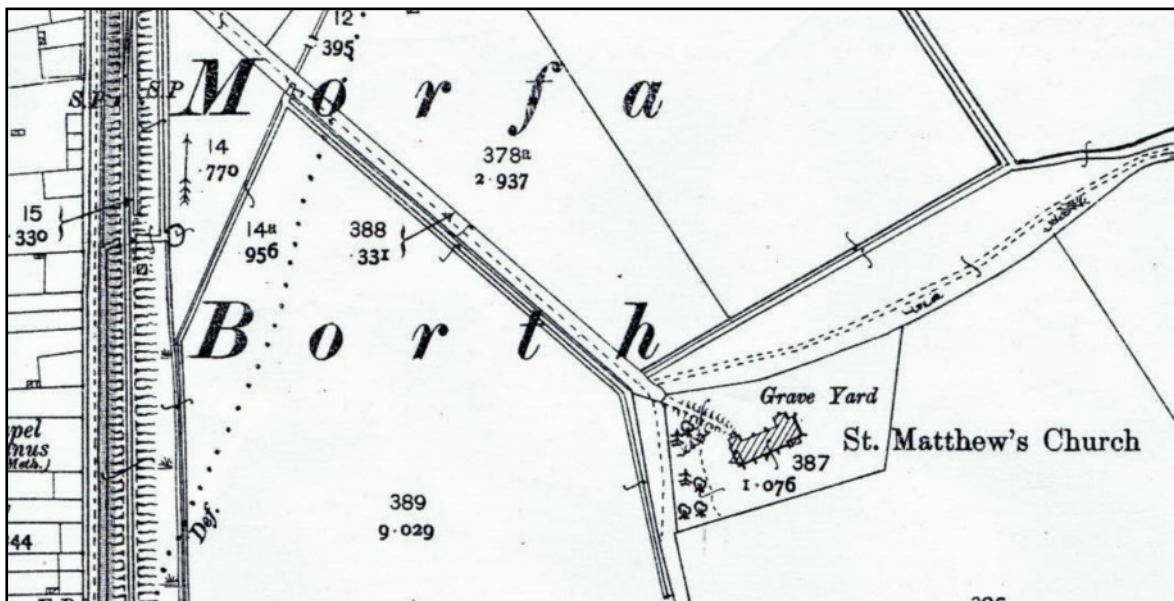 12
395
S.P.
S.P.
Morfa
14
·770
378ª
2·937
15
·330
14ª
·956
388
·331
Borth
Grave Yard
St. Matthew's Church
387
1·076
389
9·029
Def.
Meth.)
44